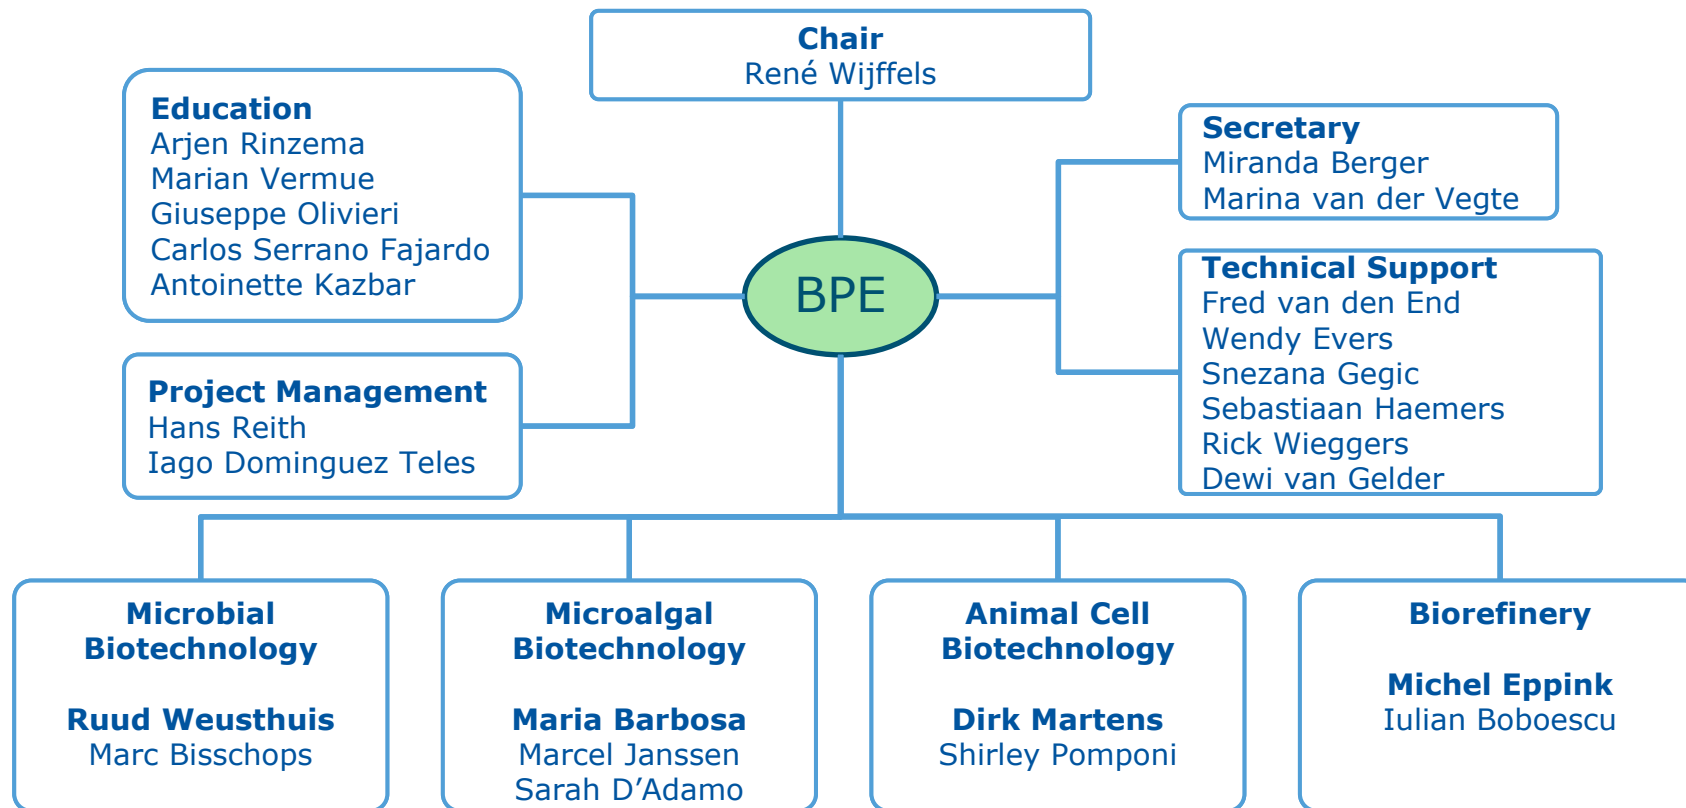 Chair
René Wijffels
Education
Arjen Rinzema
Marian Vermue
Giuseppe Olivieri
Carlos Serrano Fajardo
Antoinette Kazbar
Secretary
Miranda Berger
Marina van der Vegte
BPE
Technical Support
Fred van den End
Wendy Evers
Snezana Gegic
Sebastiaan Haemers
Rick Wieggers
Dewi van Gelder
Project Management
Hans Reith
Iago Dominguez Teles
Microbial
Biotechnology
Ruud Weusthuis
Marc Bisschops
Microalgal
Biotechnology
Maria Barbosa
Marcel Janssen
Sarah D’Adamo
Animal Cell
Biotechnology
Dirk Martens
Shirley Pomponi
Biorefinery
Michel Eppink
Iulian Boboescu